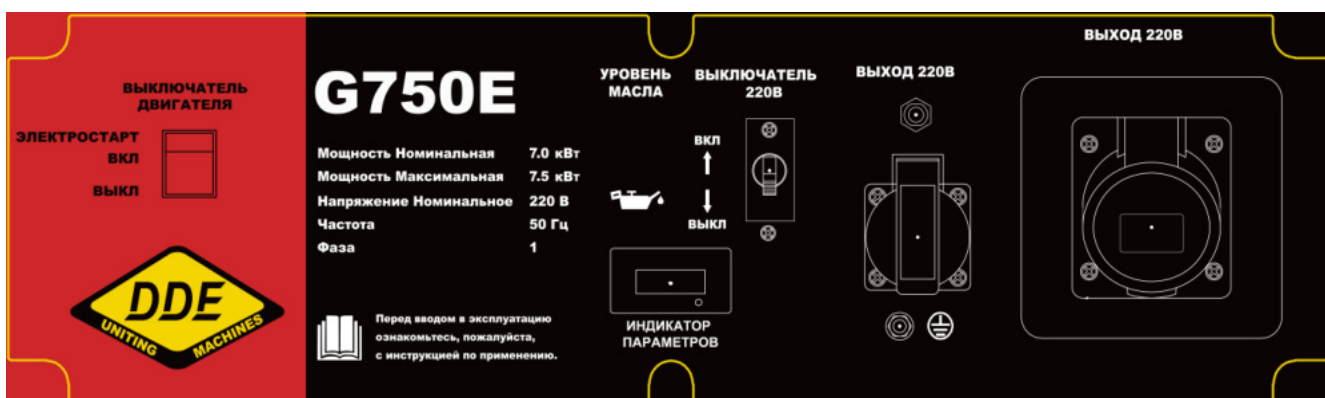 ВЫКЛЮЧАТЕЛЬ
ДВИГАТЕЛЯ
ЭЛЕКТРОСТАРТ
ВКЛ
ВЫКЛ
DDE
UNITING MACHINES
G750E
Мощность Номинальная 7.0 кВт
Мощность Максимальная 7.5 кВт
Напряжение Номинальное 220 В
Частота 50 Гц
Фаза 1
Перед вводом в эксплуатацию
ознакомьтесь, пожалуйста,
с инструкцией по применению.
УРОВЕНЬ
МАСЛА
ВЫКЛЮЧАТЕЛЬ
220В
ВКЛ
ВЫКЛ
ИНДИКАТОР
ПАРАМЕТРОВ
ВЫХОД 220В
ВЫХОД 220В